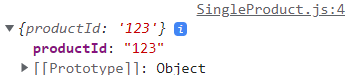 SingleProduct.js:4
▼ {productId: '123'} i
productId: "123"
▶ [[Prototype]]: Object